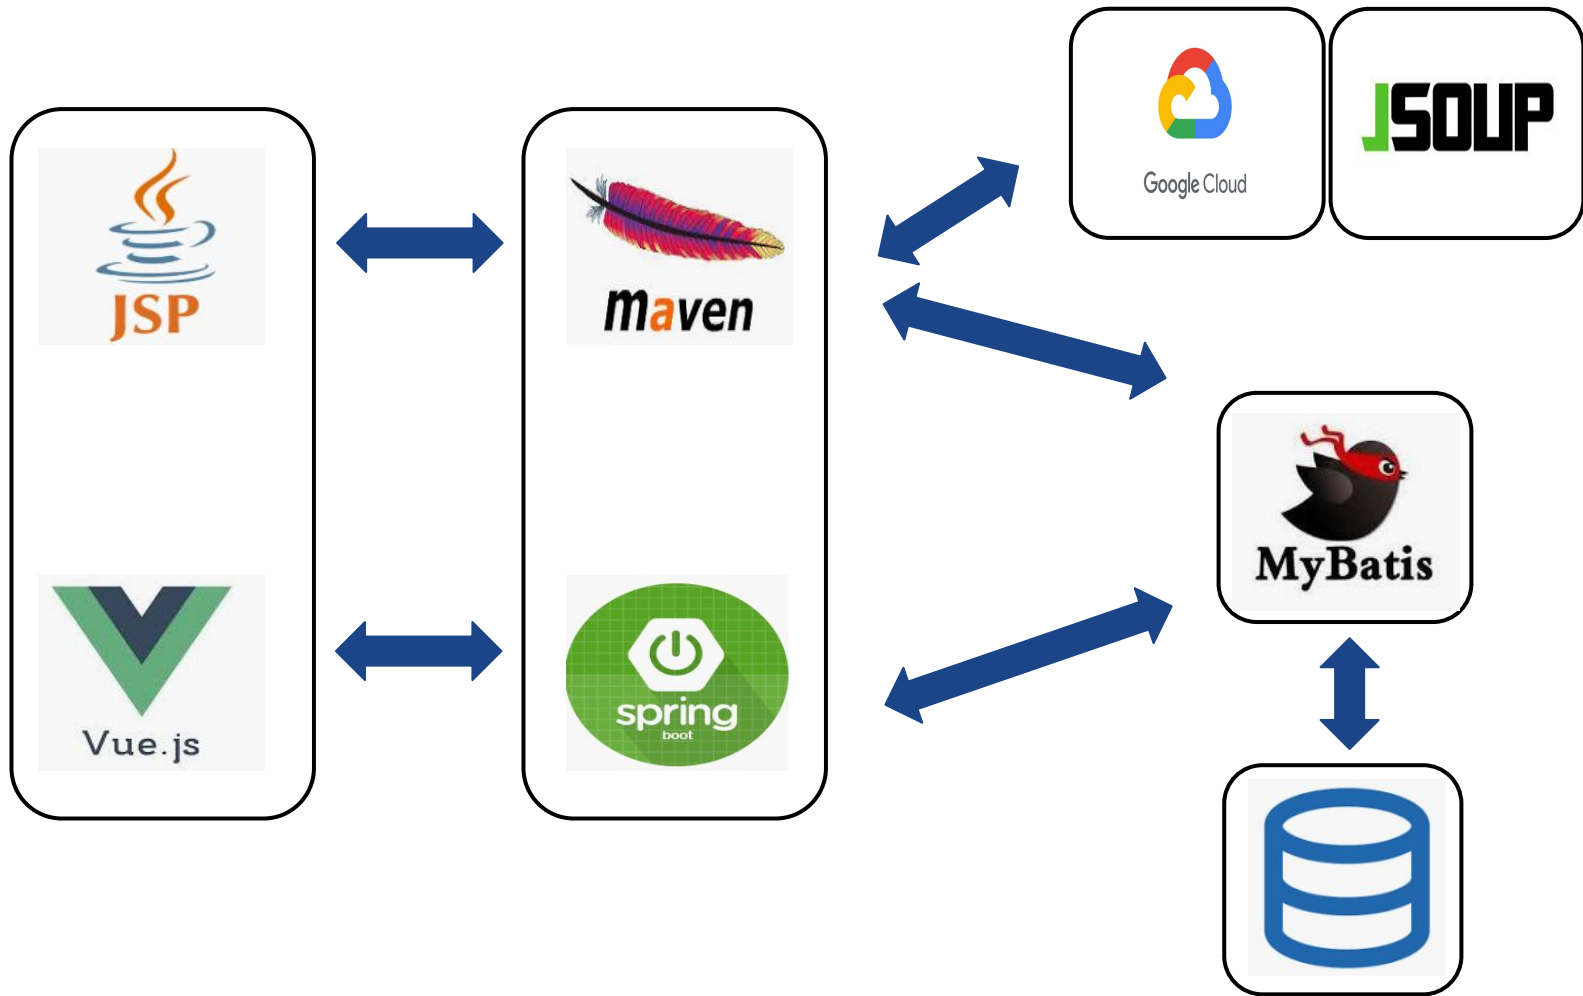 JSP
Vue.js
maven
spring
boot
Google Cloud
JSOUP
MyBatis